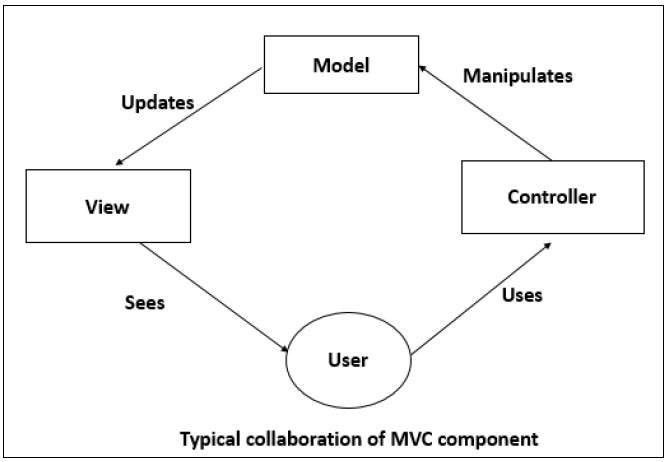 Model
Manipulates
Updates
View
Controller
Sees
Uses
User
Typical collaboration of MVC component